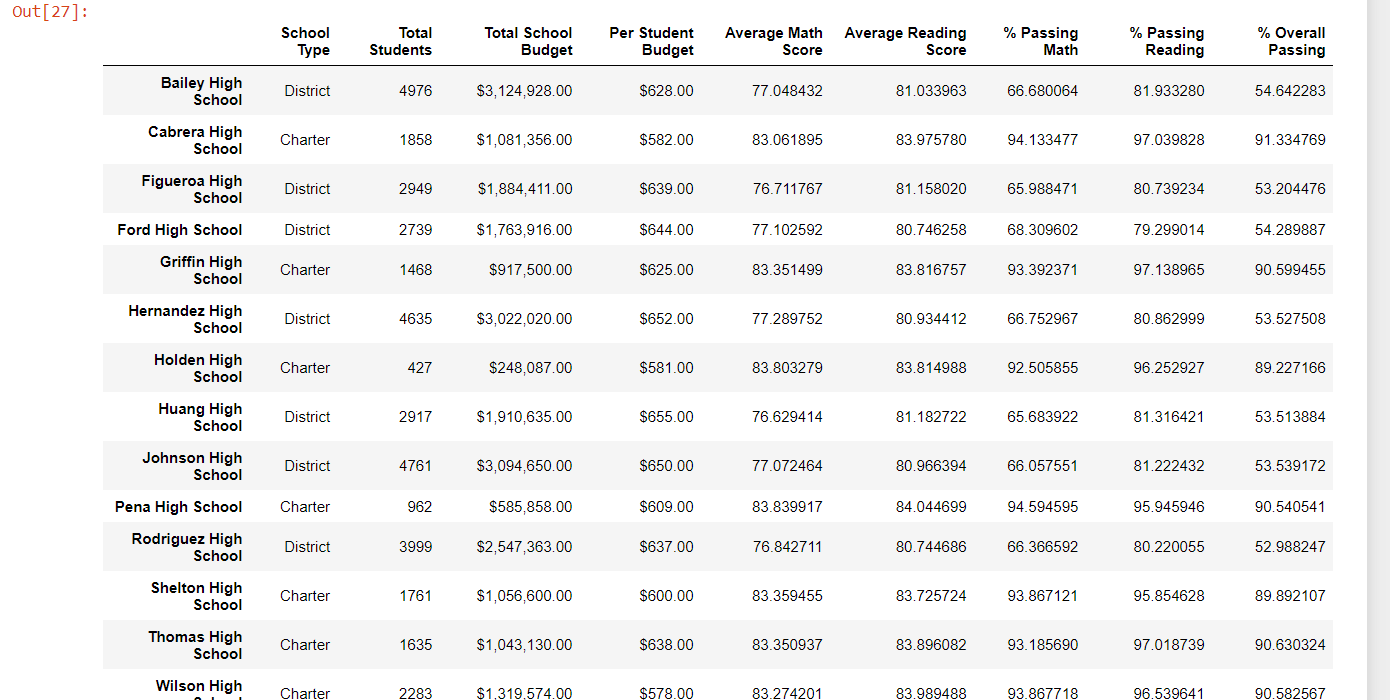 Out[27]:
School Type Total Students Total School Budget Per Student Budget Average Math Score Average Reading Score % Passing Math % Passing Reading % Overall Passing
Bailey High School District 4976 $3,124,928.00 $628.00 77.048432 81.033963 66.680064 81.933280 54.642283
Cabrera High School Charter 1858 $1,081,356.00 $582.00 83.061895 83.975780 94.133477 97.039828 91.334769
Figueroa High School District 2949 $1,884,411.00 $639.00 76.711767 81.158020 65.988471 80.739234 53.204476
Ford High School District 2739 $1,763,916.00 $644.00 77.102592 80.746258 68.309602 79.299014 54.289887
Griffin High School Charter 1468 $917,500.00 $625.00 83.351499 83.816757 93.392371 97.138965 90.599455
Hernandez High School District 4635 $3,022,020.00 $652.00 77.289752 80.934412 66.752967 80.862999 53.527508
Holden High School Charter 427 $248,087.00 $581.00 83.803279 83.814988 92.505855 96.252927 89.227166
Huang High School District 2917 $1,910,635.00 $655.00 76.629414 81.182722 65.683922 81.316421 53.513884
Johnson High School District 4761 $3,094,650.00 $650.00 77.072464 80.966394 66.057551 81.222432 53.539172
Pena High School Charter 962 $585,858.00 $609.00 83.839917 84.044699 94.594595 95.945946 90.540541
Rodriguez High School District 3999 $2,547,363.00 $637.00 76.842711 80.744686 66.366592 80.220055 52.988247
Shelton High School Charter 1761 $1,056,600.00 $600.00 83.359455 83.725724 93.867121 95.854628 89.892107
Thomas High School Charter 1635 $1,043,130.00 $638.00 83.350937 83.896082 93.185690 97.018739 90.630324
Wilson High Charter 2283 $1,319,574.00 $578.00 83.274201 83.989488 93.867718 96.539641 90.582567